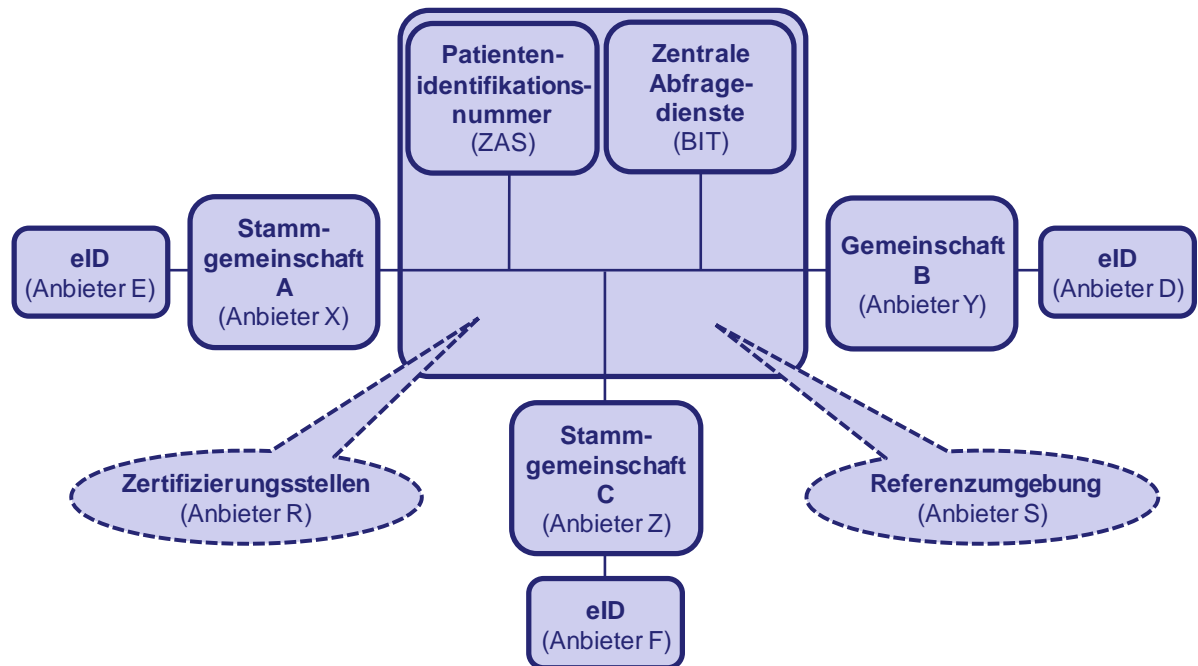 Patienten-
identifikations-
nummer
(ZAS)
Zentrale
Abfrage-
dienste
(BIT)
eID
(Anbieter E)
Stamm-
gemeinschaft
A
(Anbieter X)
Gemeinschaft
B
(Anbieter Y)
eID
(Anbieter D)
Zertifizierungsstellen
(Anbieter R)
Stamm-
gemeinschaft
C
(Anbieter Z)
Referenzumgebung
(Anbieter S)
eID
(Anbieter F)